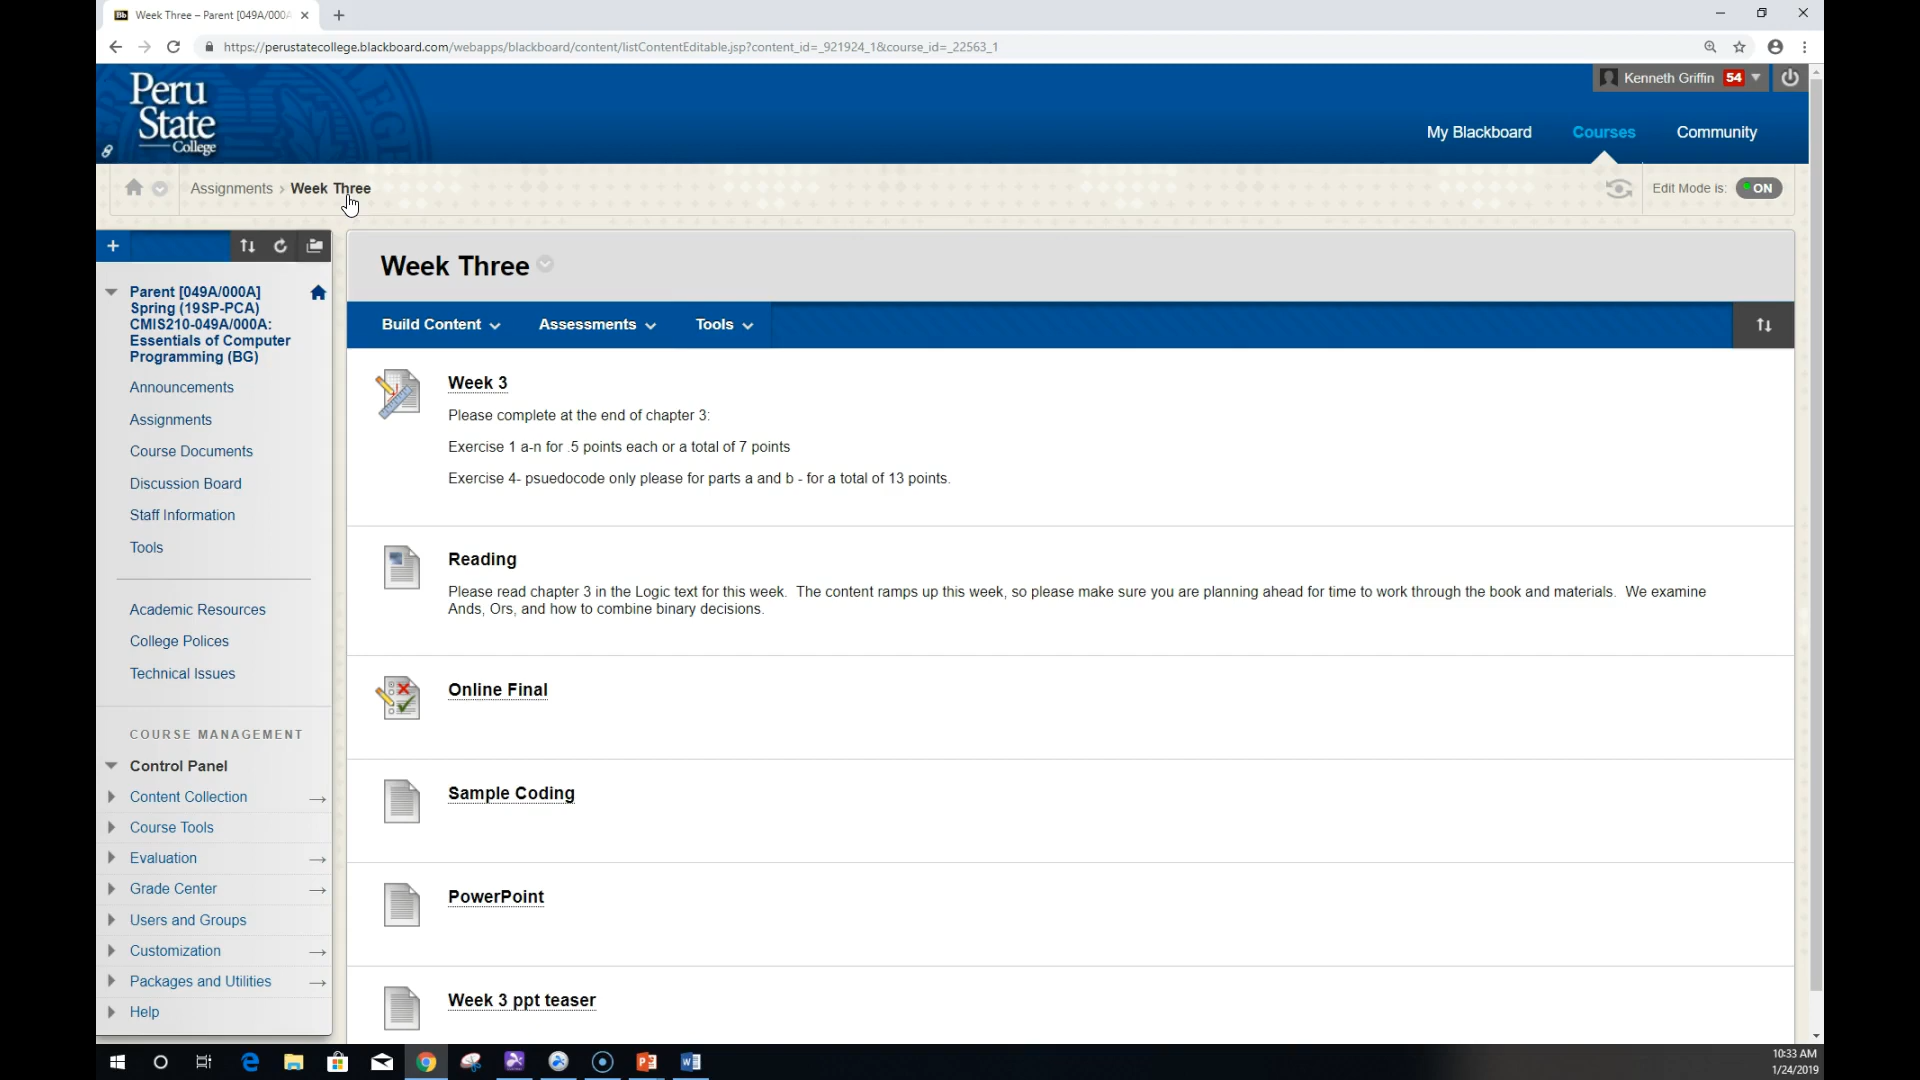 Week Three – Parent [049A/000A
https://perustatecollege.blackboard.com/webapps/blackboard/content/listContentEditable.jsp?content_id=_921924_1&course_id=_22563_1
Peru
State
College
Kenneth Griffin 54
My Blackboard Courses Community
Assignments > Week Three
Edit Mode is: ON
Parent [049A/000A]
Spring (19SP-PCA)
CMIS210-049A/000A:
Essentials of Computer
Programming (BG)
Announcements
Assignments
Course Documents
Discussion Board
Staff Information
Tools
Academic Resources
College Polices
Technical Issues
COURSE MANAGEMENT
Control Panel
Content Collection
Course Tools
Evaluation
Grade Center
Users and Groups
Customization
Packages and Utilities
Help
Week Three
Build Content Assessments Tools
Week 3
Please complete at the end of chapter 3:
Exercise 1 a-n for .5 points each or a total of 7 points
Exercise 4- psuedocode only please for parts a and b - for a total of 13 points.
Reading
Please read chapter 3 in the Logic text for this week. The content ramps up this week, so please make sure you are planning ahead for time to work through the book and materials. We examine
Ands, Ors, and how to combine binary decisions.
Online Final
Sample Coding
PowerPoint
Week 3 ppt teaser
10:33 AM
1/24/2019